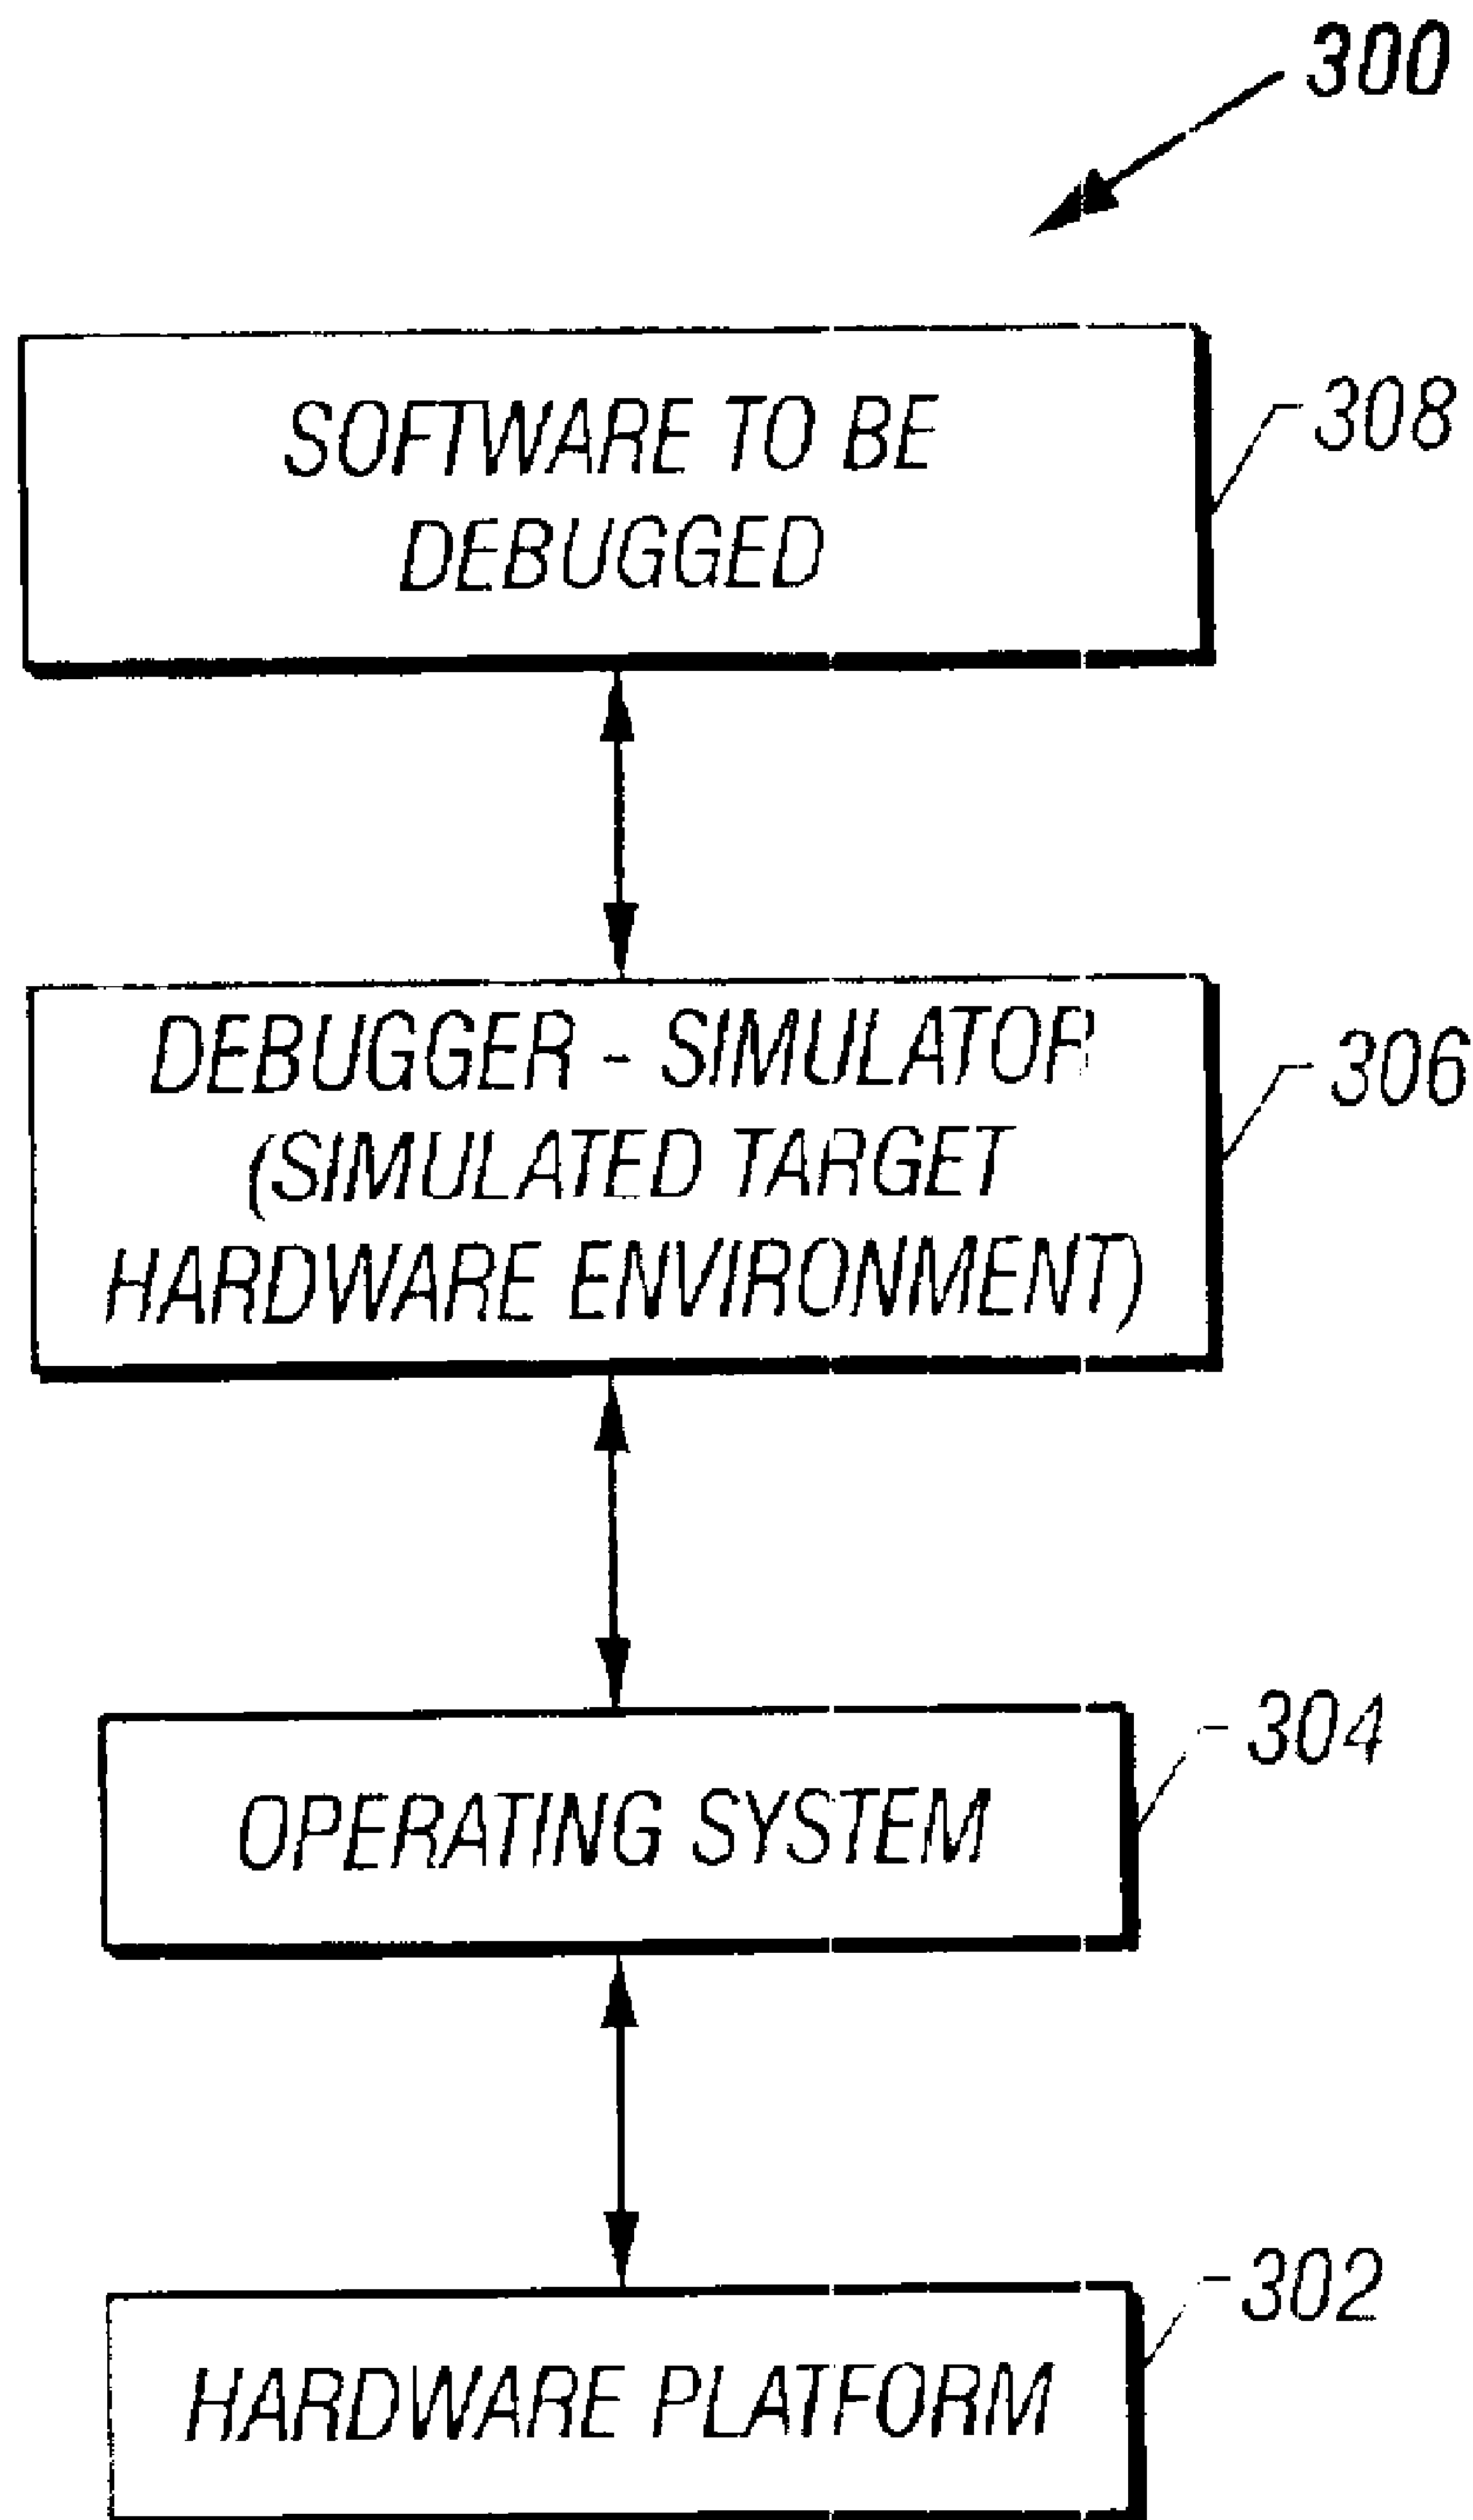 300
SOFTWARE TO BE
DEBUGGED
308
DEBUGGER - SIMULATOR
(SIMULATED TARGET
HARDWARE ENVIRONMENT)
306
OPERATING SYSTEM
304
HARDWARE PLATFORM
302